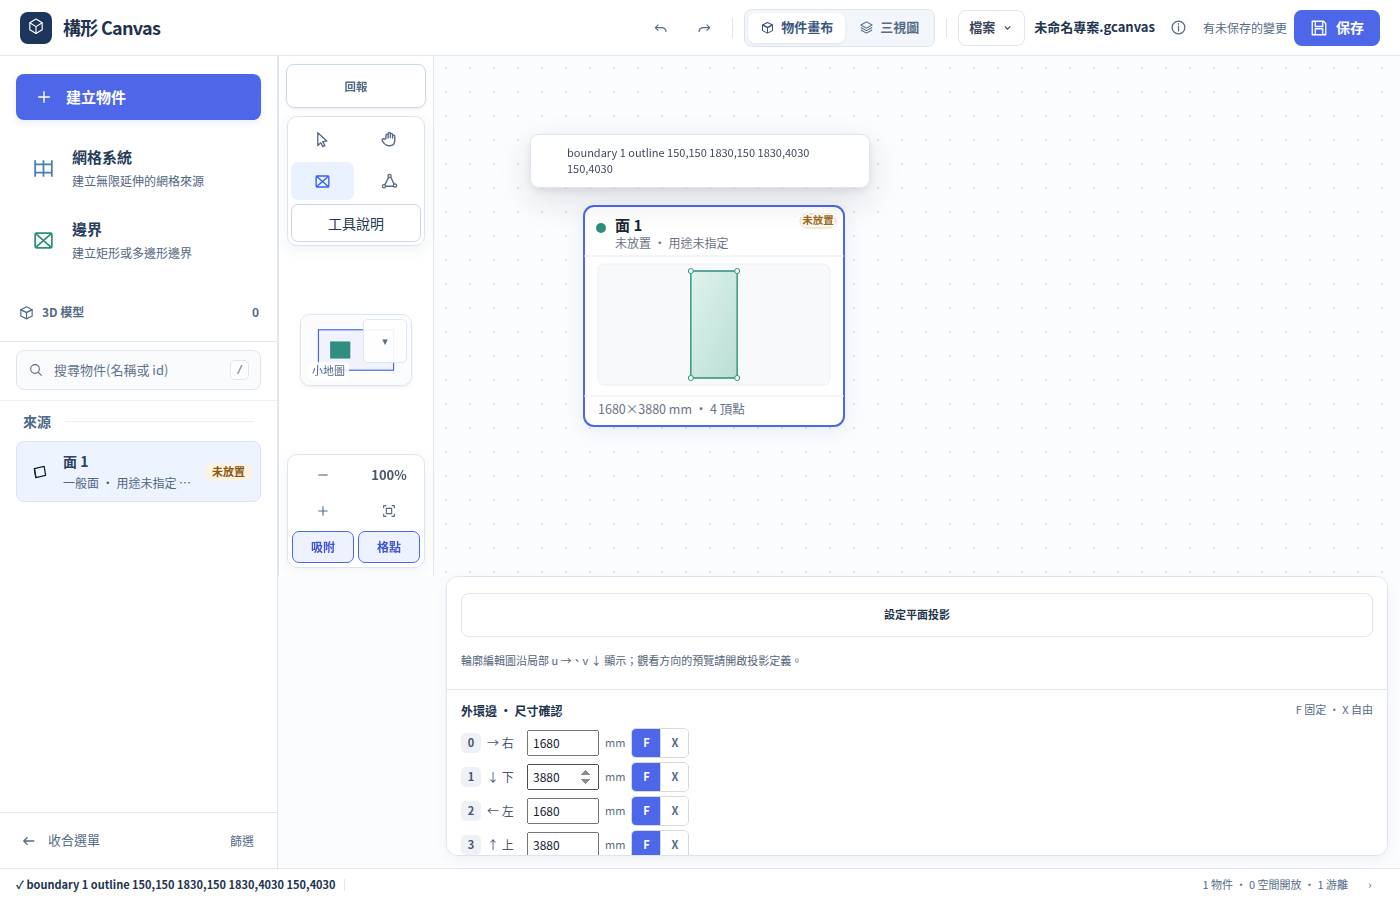 構形 Canvas
物件畫布
三視圖
檔案
未命名專案.gcanvas
有未保存的變更
保存
建立物件
網格系統
建立無限延伸的網格來源
邊界
建立矩形或多邊形邊界
3D 模型
0
搜尋物件(名稱或 id)
/
來源
面 1
一般面 · 用途未指定 …
未放置
收合選單
篩選
回報
工具說明
小地圖
▼
−
100%
+
吸附
格點
boundary 1 outline 150,150 1830,150 1830,4030
150,4030
面 1
未放置
未放置 · 用途未指定
1680×3880 mm · 4 頂點
設定平面投影
輪廓編輯圖沿局部 u →、v ↓ 顯示；觀看方向的預覽請開啟投影定義。
外環邊 · 尺寸確認
F 固定 · X 自由
0 → 右 1680 mm F X
1 ↓ 下 3880 mm F X
2 ← 左 1680 mm F X
3 ↑ 上 3880 mm F X
✓ boundary 1 outline 150,150 1830,150 1830,4030 150,4030
1 物件 · 0 空間開放 · 1 游離
›